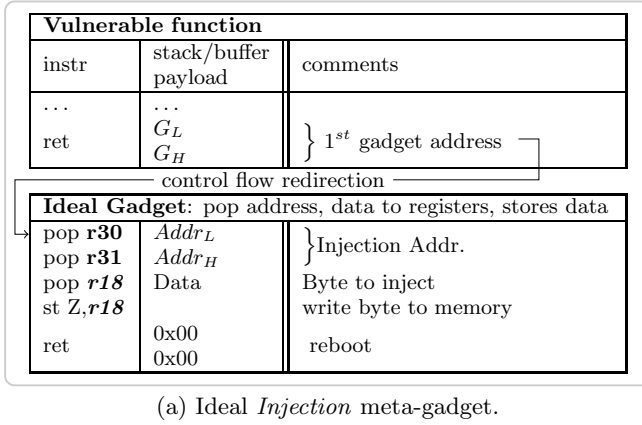 Vulnerable function
instr stack/buffer payload comments
. . . . . .
ret G_L G_H } 1^st gadget address
control flow redirection
Ideal Gadget: pop address, data to registers, stores data
pop r30 Addr_L
pop r31 Addr_H }Injection Addr.
pop r18 Data Byte to inject
st Z,r18 write byte to memory
ret 0x00 0x00 reboot
(a) Ideal Injection meta-gadget.